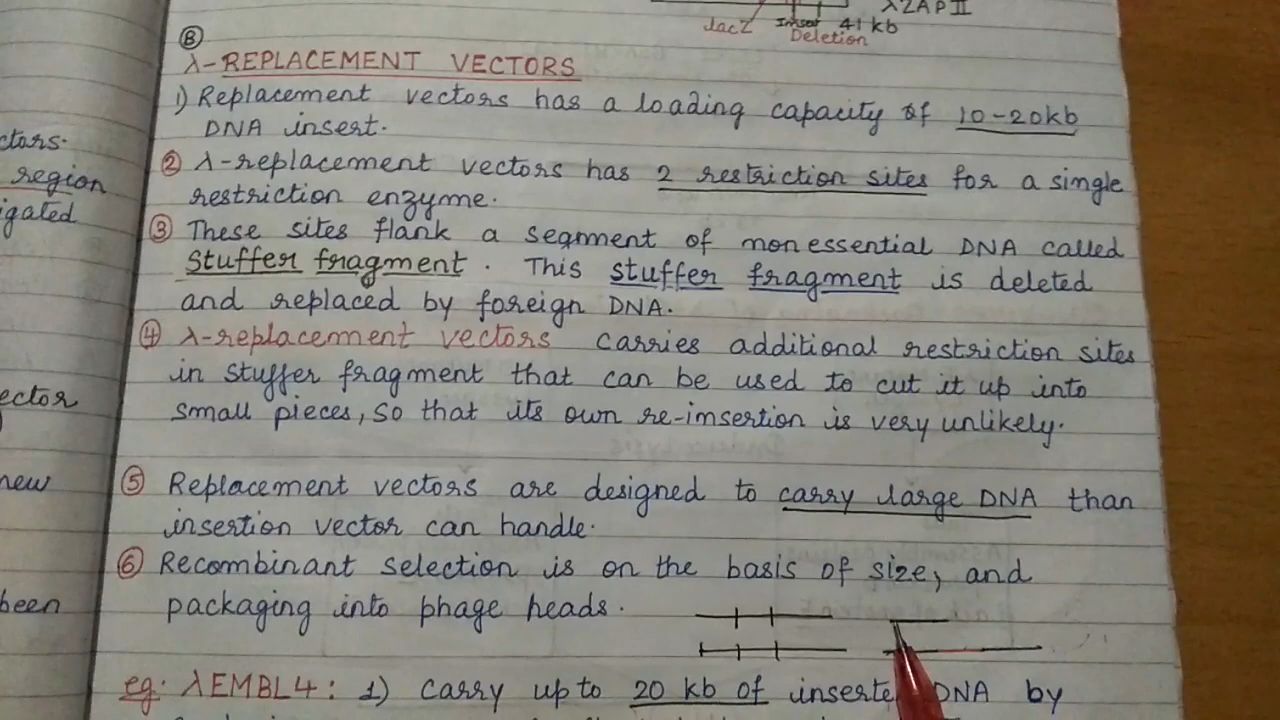 λZAP II
lacZ Insert 41 kb
Deletion
B
λ-REPLACEMENT VECTORS
1) Replacement vectors has a loading capacity of 10-20kb
DNA insert.
② λ-replacement vectors has 2 restriction sites for a single
restriction enzyme.
③ These sites flank a segment of non essential DNA called
Stuffer fragment. This stuffer fragment is deleted
and replaced by foreign DNA.
④ λ-replacement vectors carries additional restriction sites
in stuffer fragment that can be used to cut it up into
small pieces, so that its own re-insertion is very unlikely.
⑤ Replacement vectors are designed to carry large DNA than
insertion vector can handle.
⑥ Recombinant selection is on the basis of size, and
packaging into phage heads.
eg. λEMBL4: 1) Carry up to 20 kb of inserte DNA by
ctors.
region
igated
ector
new
been